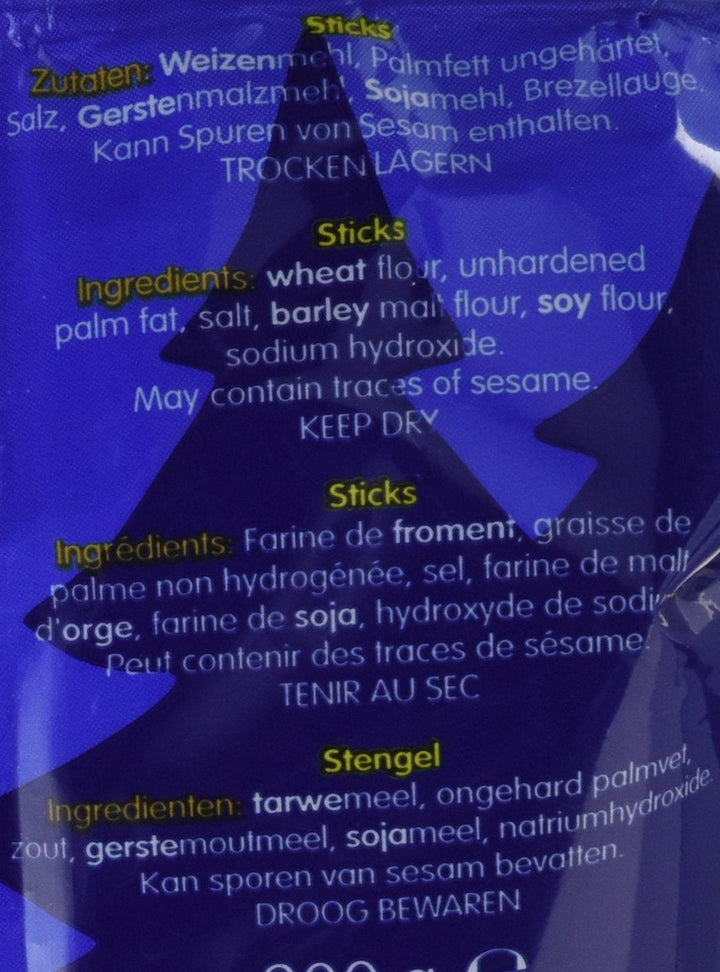 Sticks
Zutaten: Weizenmehl, Palmfett ungehärtet,
Salz, Gerstenmalzmehl, Sojamehl, Brezellauge.
Kann Spuren von Sesam enthalten.
TROCKEN LAGERN
Sticks
Ingredients: wheat flour, unhardened
palm fat, salt, barley malt flour, soy flour,
sodium hydroxide.
May contain traces of sesame.
KEEP DRY
Sticks
Ingrédients: Farine de froment, graisse de
palme non hydrogénée, sel, farine de malt
d'orge, farine de soja, hydroxyde de sodium.
Peut contenir des traces de sésame.
TENIR AU SEC
Stengel
Ingredienten: tarwemeel, ongehard palmvet,
zout, gerstemoutmeel, sojameel, natriumhydroxide.
Kan sporen van sesam bevatten.
DROOG BEWAREN